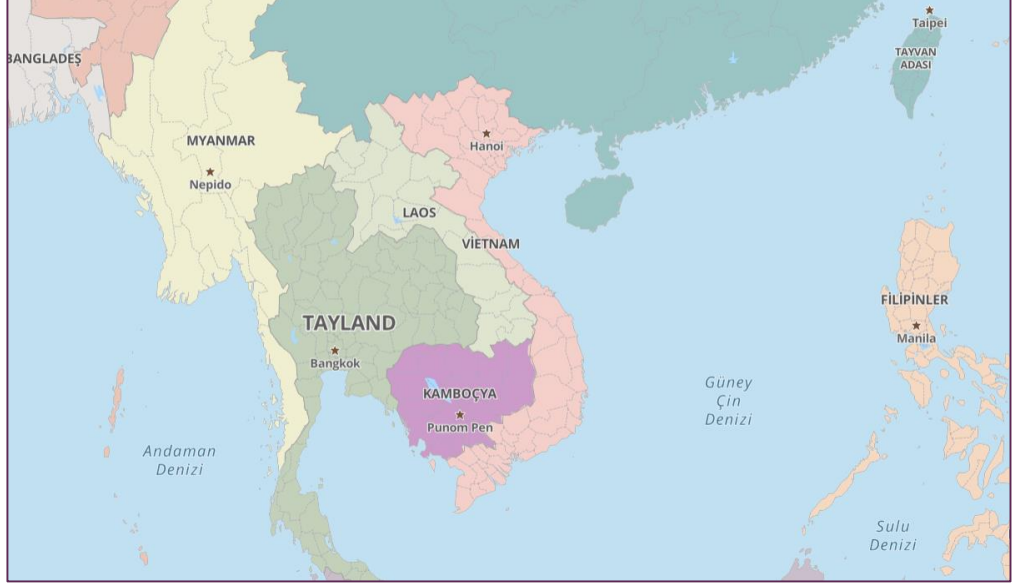 Taipei
BANGLADEŞ
TAYVAN
ADASI
MYANMAR
Hanoi
Nepido
LAOS
VİETNAM
FİLİPİNLER
TAYLAND
Manila
Bangkok
KAMBOÇYA
Güney
Çin
Denizi
Punom Pen
Andaman
Denizi
Sulu
Denizi